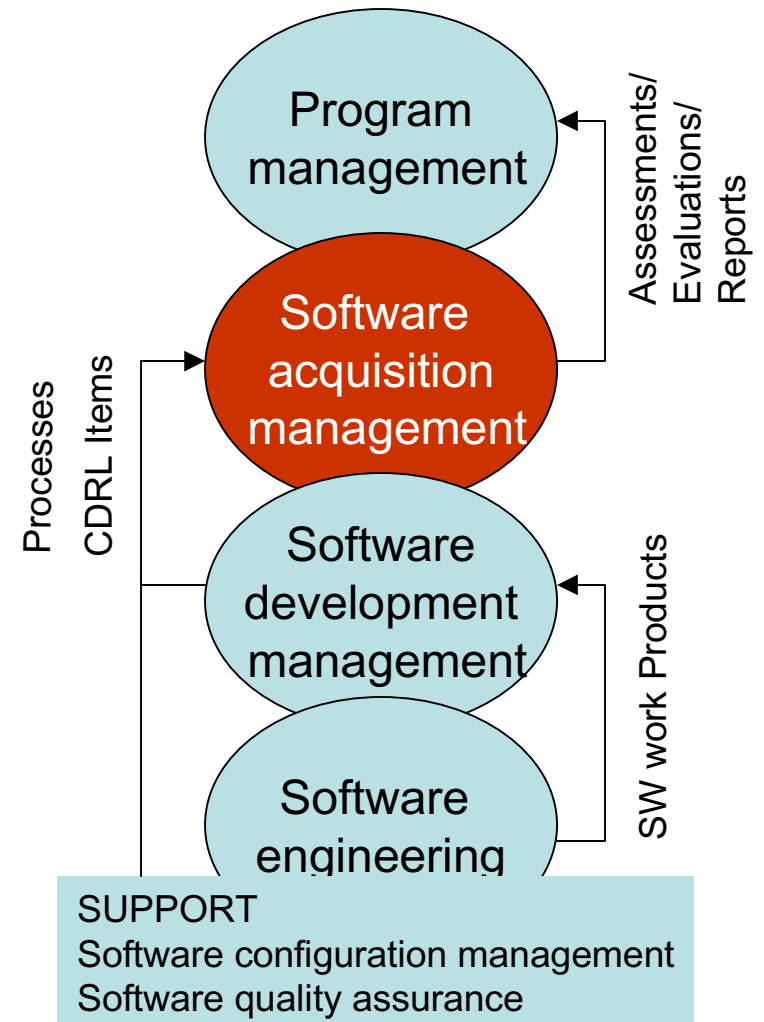 Program
management
Assessments/
Evaluations/
Reports
Software
acquisition
management
Processes
CDRL Items
Software
development
management
SW work Products
Software
engineering
SUPPORT
Software configuration management
Software quality assurance